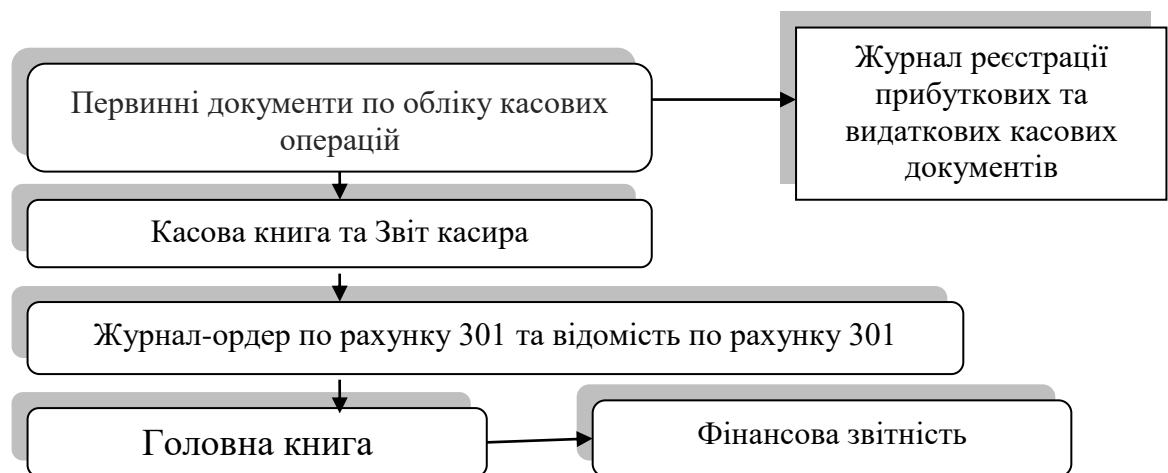 Первинні документи по обліку касових
операцій
Журнал реєстрації
прибуткових та
видаткових касових
документів
Касова книга та Звіт касира
Журнал-ордер по рахунку 301 та відомість по рахунку 301
Головна книга
Фінансова звітність